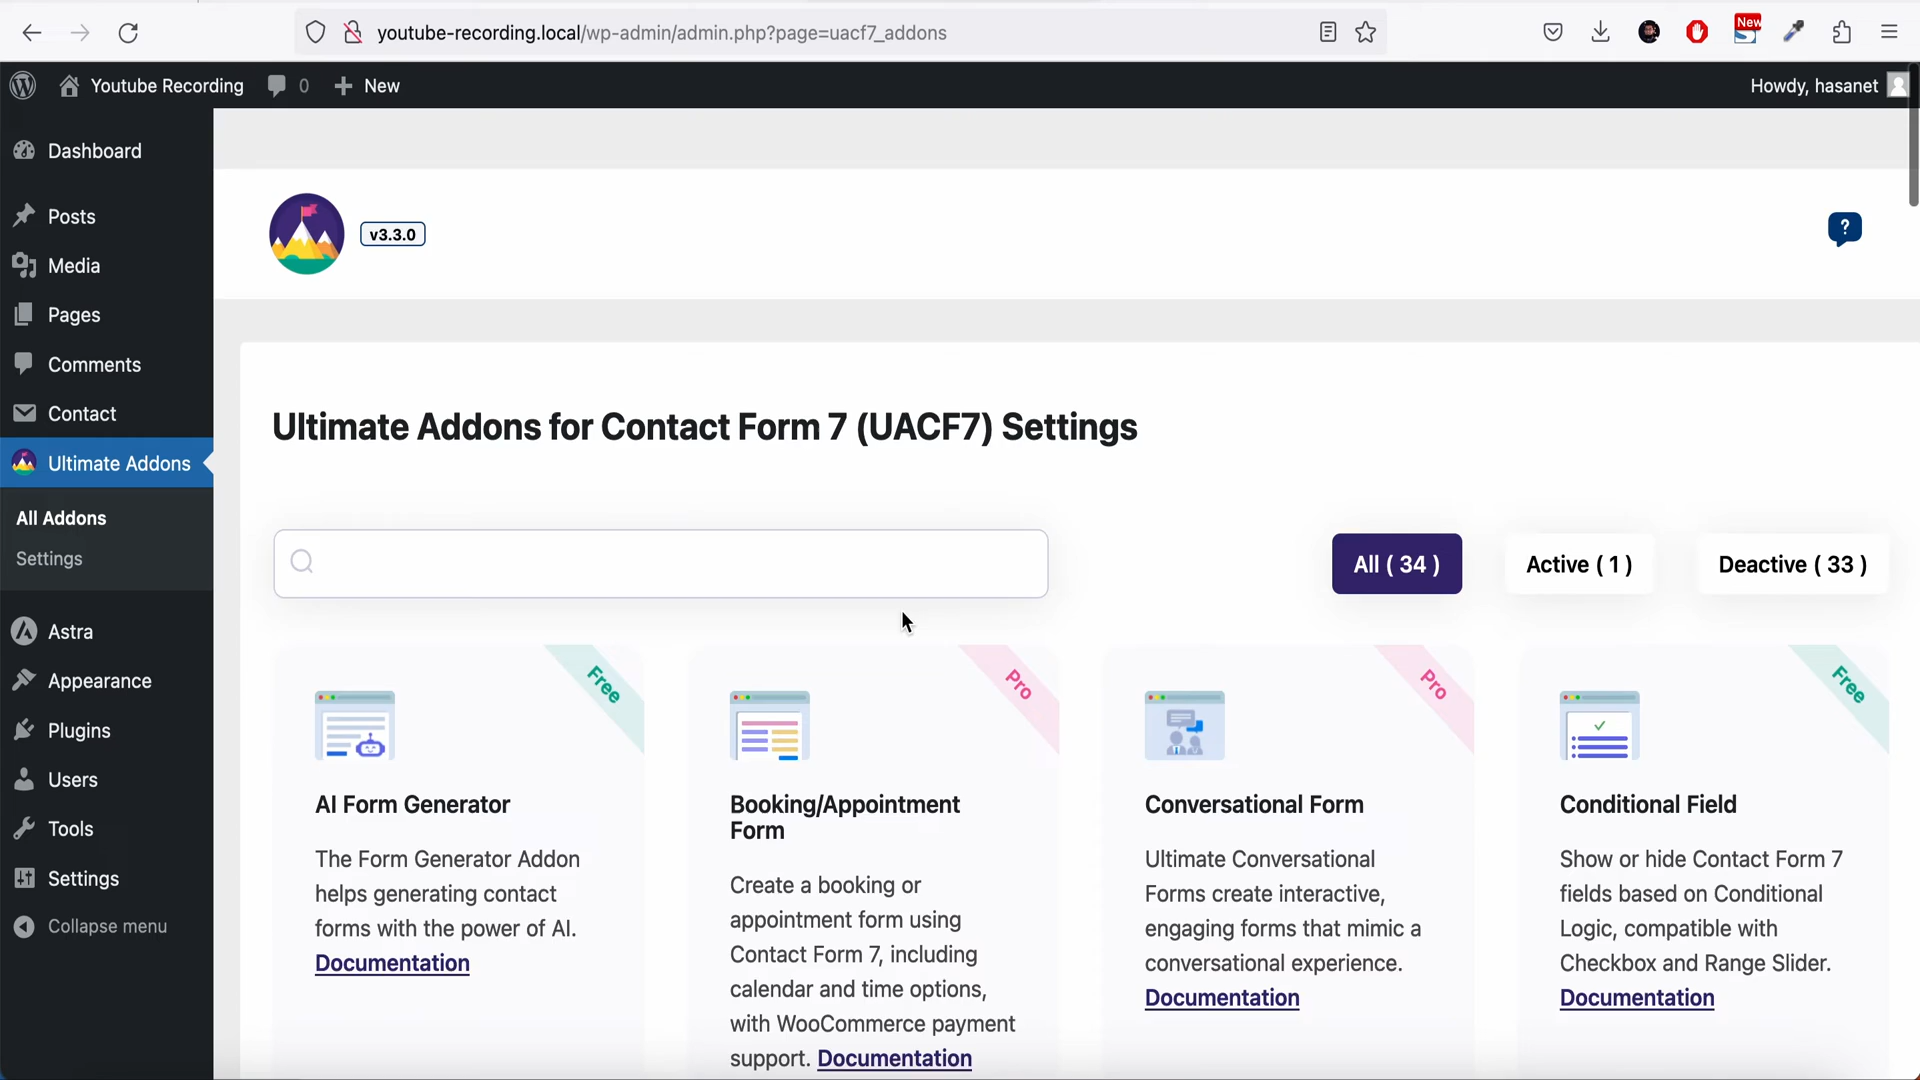 youtube-recording.local/wp-admin/admin.php?page=uacf7_addons
New
Youtube Recording
0
New
Howdy, hasanet
Dashboard
Posts
Media
Pages
Comments
Contact
Ultimate Addons
All Addons
Settings
Astra
Appearance
Plugins
Users
Tools
Settings
Collapse menu
v3.3.0
?
Ultimate Addons for Contact Form 7 (UACF7) Settings
All ( 34 )
Active ( 1 )
Deactive ( 33 )
Free
AI Form Generator
The Form Generator Addon
helps generating contact
forms with the power of AI.
Documentation
Pro
Booking/Appointment
Form
Create a booking or
appointment form using
Contact Form 7, including
calendar and time options,
with WooCommerce payment
support. Documentation
Pro
Conversational Form
Ultimate Conversational
Forms create interactive,
engaging forms that mimic a
conversational experience.
Documentation
Free
Conditional Field
Show or hide Contact Form 7
fields based on Conditional
Logic, compatible with
Checkbox and Range Slider.
Documentation